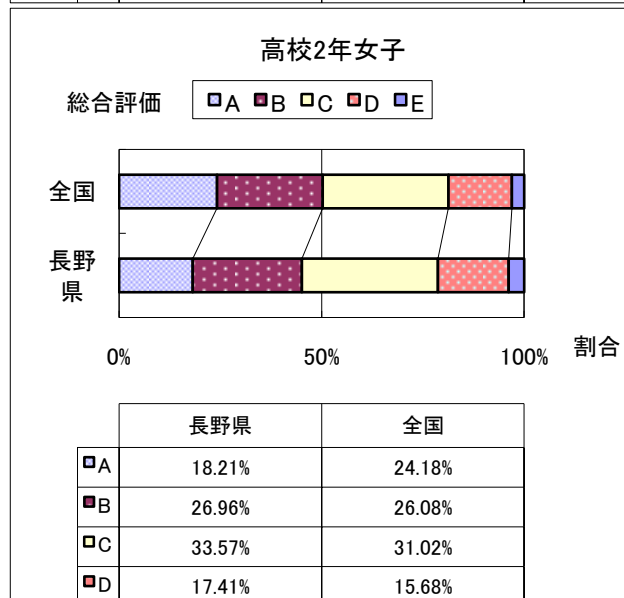 高校2年女子
総合評価 A B C D E
全国
長野
県
0% 50% 100% 割合
長野県 全国
A 18.21% 24.18%
B 26.96% 26.08%
C 33.57% 31.02%
D 17.41% 15.68%